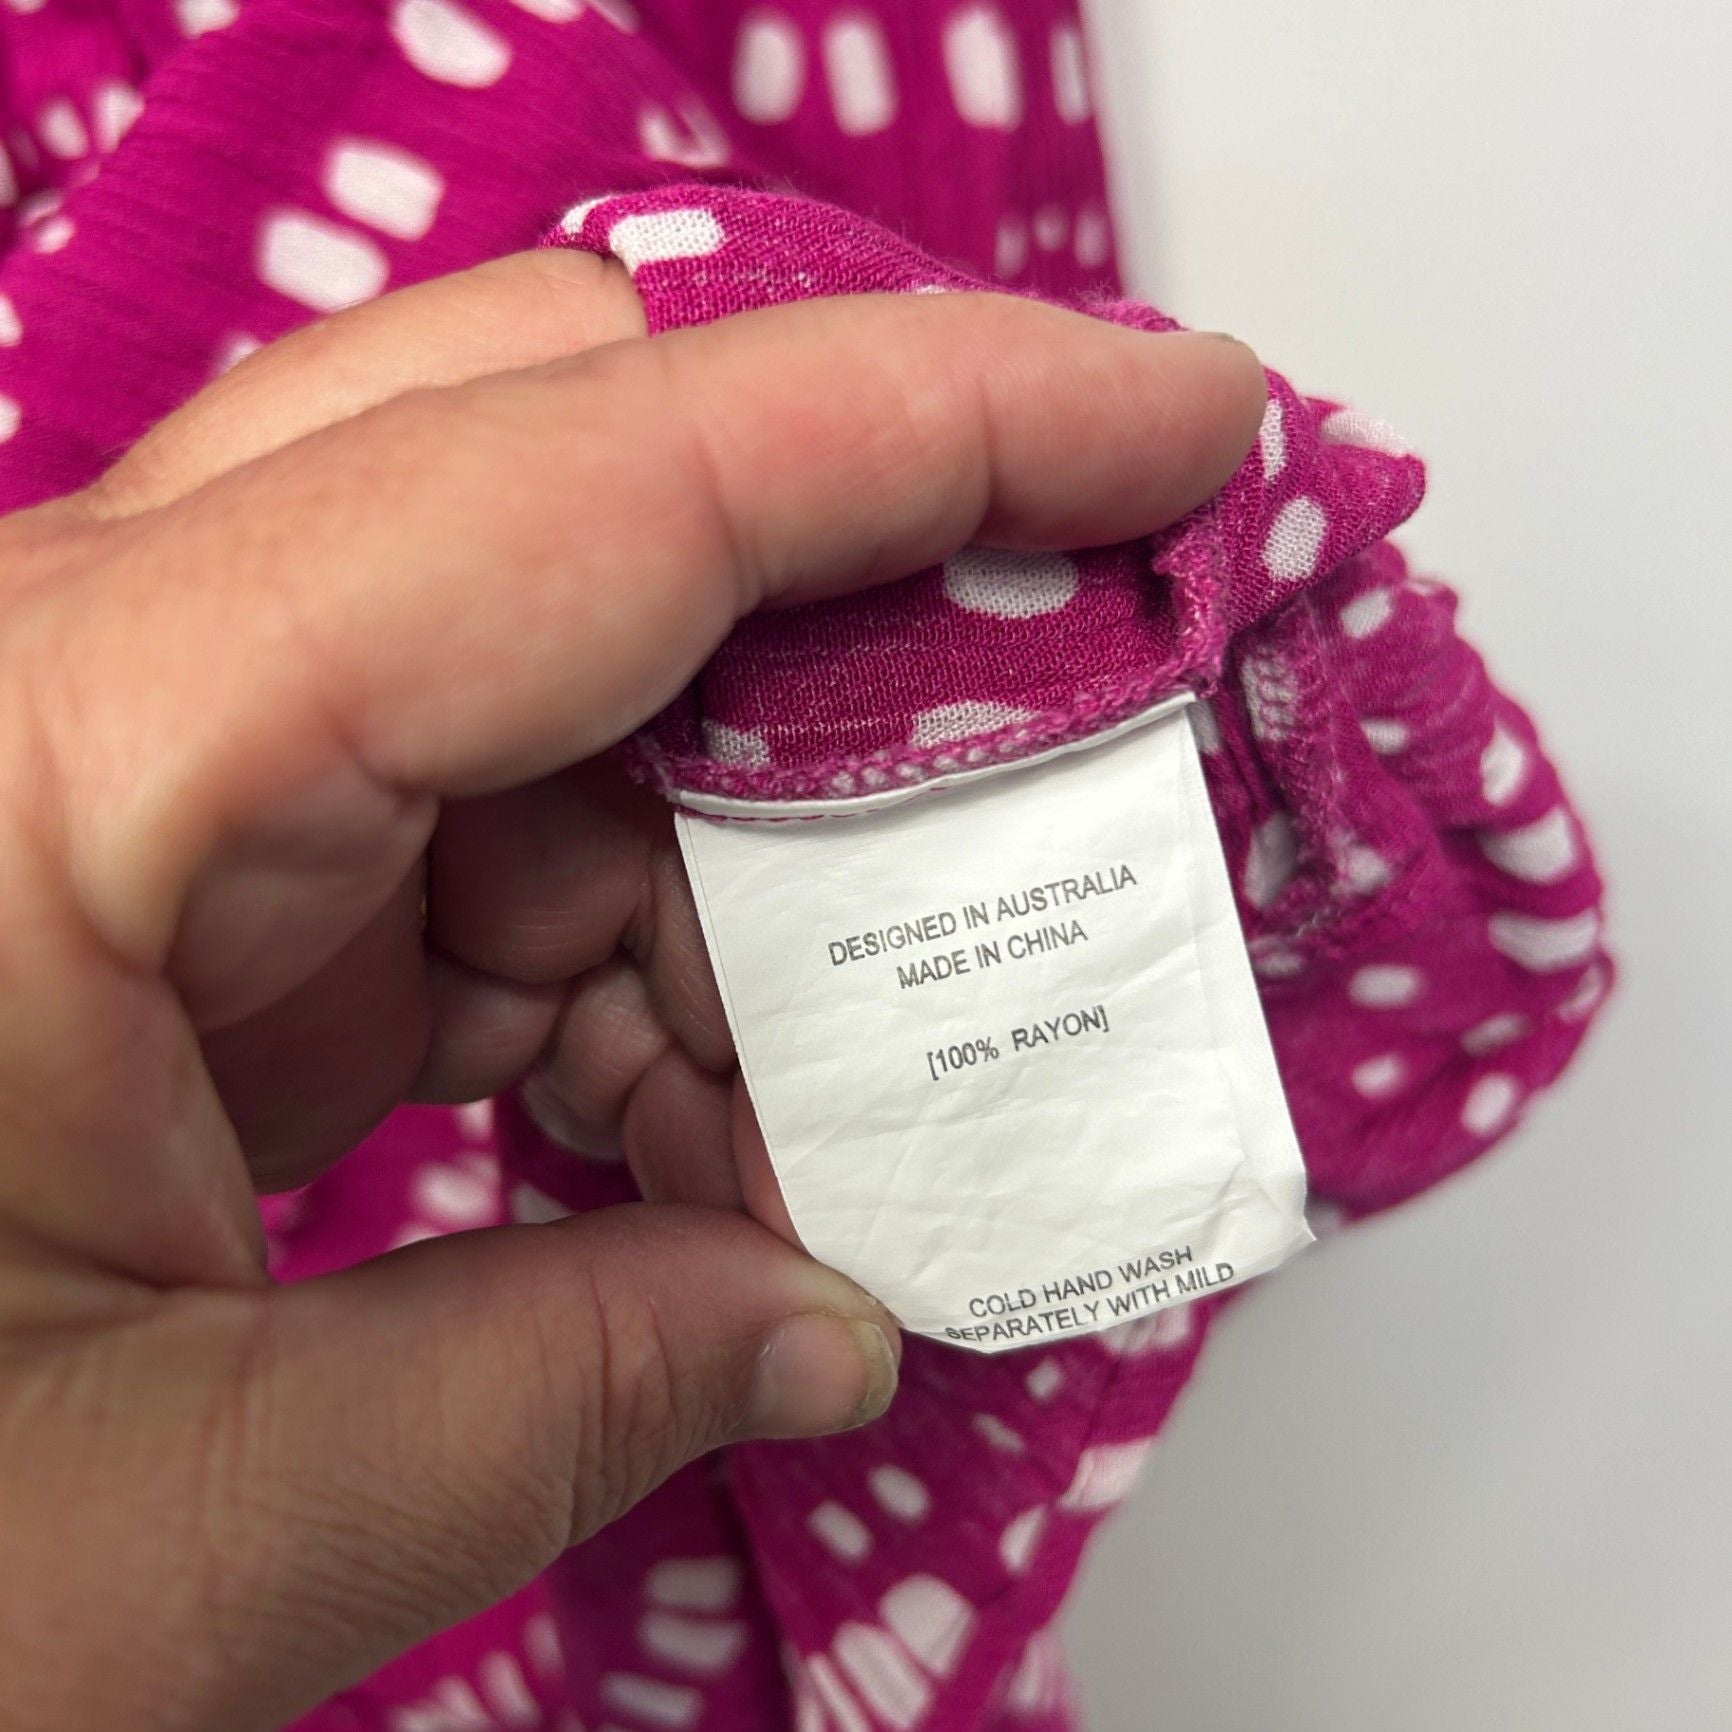 DESIGNED IN AUSTRALIA
MADE IN CHINA
[100% RAYON]
COLD HAND WASH
SEPARATELY WITH MILD